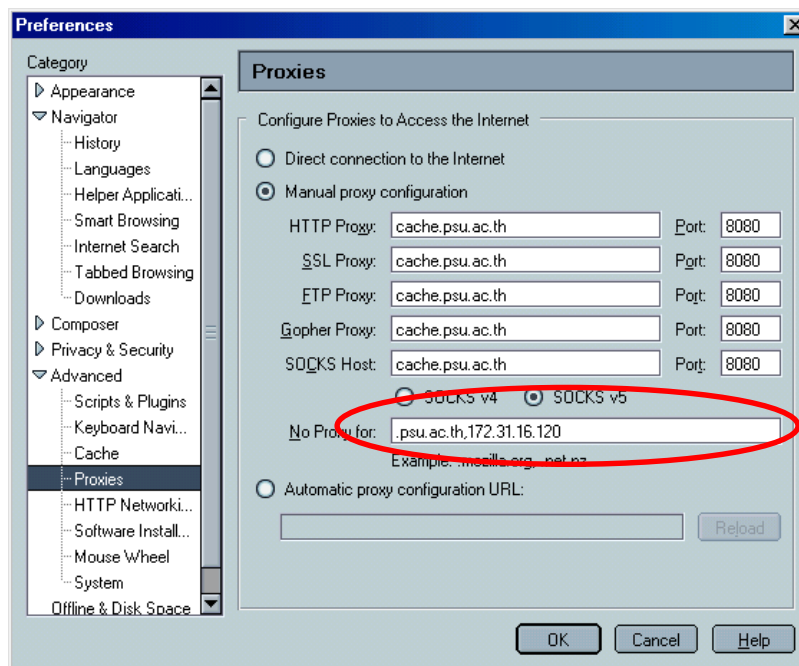 Preferences
Category
Appearance
Navigator
History
Languages
Helper Applicati...
Smart Browsing
Internet Search
Tabbed Browsing
Downloads
Composer
Privacy & Security
Advanced
Scripts & Plugins
Keyboard Navi...
Cache
Proxies
HTTP Networki...
Software Install...
Mouse Wheel
System
Offline & Disk Space
Proxies
Configure Proxies to Access the Internet
Direct connection to the Internet
Manual proxy configuration
HTTP Proxy: cache.psu.ac.th Port: 8080
SSL Proxy: cache.psu.ac.th Port: 8080
FTP Proxy: cache.psu.ac.th Port: 8080
Gopher Proxy: cache.psu.ac.th Port: 8080
SOCKS Host: cache.psu.ac.th Port: 8080
SOCKS v4 SOCKS v5
No Proxy for: .psu.ac.th,172.31.16.120
Example: .mozilla.org, .net.nz
Automatic proxy configuration URL:
Reload
OK Cancel Help